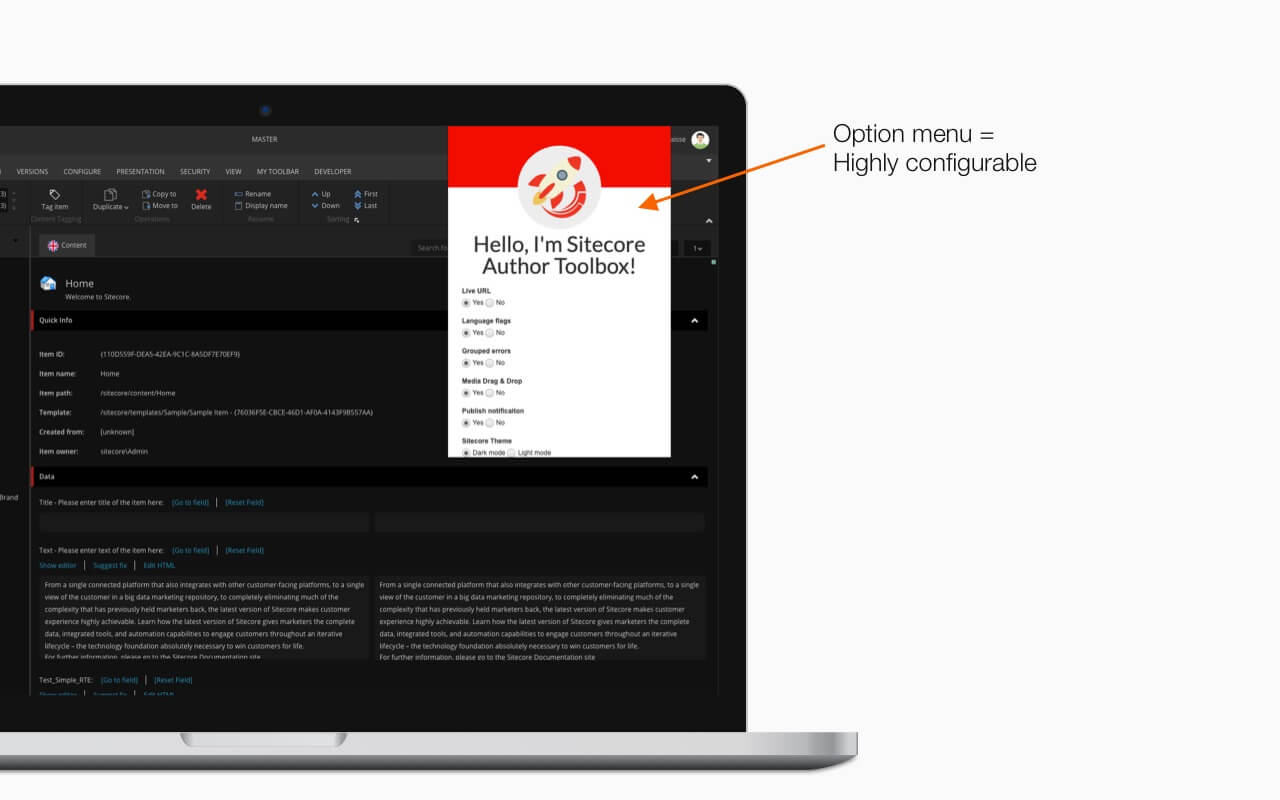 MASTER
VERSIONS CONFIGURE PRESENTATION SECURITY VIEW MY TOOLBAR DEVELOPER
3)
3)
Tag item
Content Tagging
Duplicate
Copy to
Move to
Delete
Operations
Rename
Display name
Rename
Up
Down
First
Last
Sorting
Content
Search fo
1
Home
Welcome to Sitecore.
Quick Info
Item ID: {110D559F-DEA5-42EA-9C1C-8A5DF7E70EF9}
Item name: Home
Item path: /sitecore/content/Home
Template: /sitecore/templates/Sample/Sample Item - {76036F5E-CBCE-46D1-AF0A-4143F9B557AA}
Created from: [unknown]
Item owner: sitecore\Admin
Data
Brand
Title - Please enter title of the item here: [Go to field] | [Reset Field]
Text - Please enter text of the item here: [Go to field] | [Reset Field]
Show editor | Suggest fix | Edit HTML
From a single connected platform that also integrates with other customer-facing platforms, to a single
view of the customer in a big data marketing repository, to completely eliminating much of the
complexity that has previously held marketers back, the latest version of Sitecore makes customer
experience highly achievable. Learn how the latest version of Sitecore gives marketers the complete
data, integrated tools, and automation capabilities to engage customers throughout an iterative
lifecycle – the technology foundation absolutely necessary to win customers for life.
For further information, please go to the Sitecore Documentation site
From a single connected platform that also integrates with other customer-facing platforms, to a single
view of the customer in a big data marketing repository, to completely eliminating much of the
complexity that has previously held marketers back, the latest version of Sitecore makes customer
experience highly achievable. Learn how the latest version of Sitecore gives marketers the complete
data, integrated tools, and automation capabilities to engage customers throughout an iterative
lifecycle – the technology foundation absolutely necessary to win customers for life.
For further information, please go to the Sitecore Documentation site
Test_Simple_RTE: [Go to field] | [Reset Field]
Show editor | Suggest fix | Edit HTML
Hello, I'm Sitecore
Author Toolbox!
Live URL
Yes No
Language flags
Yes No
Grouped errors
Yes No
Media Drag & Drop
Yes No
Publish notificaiton
Yes No
Sitecore Theme
Dark mode Light mode
Option menu =
Highly configurable